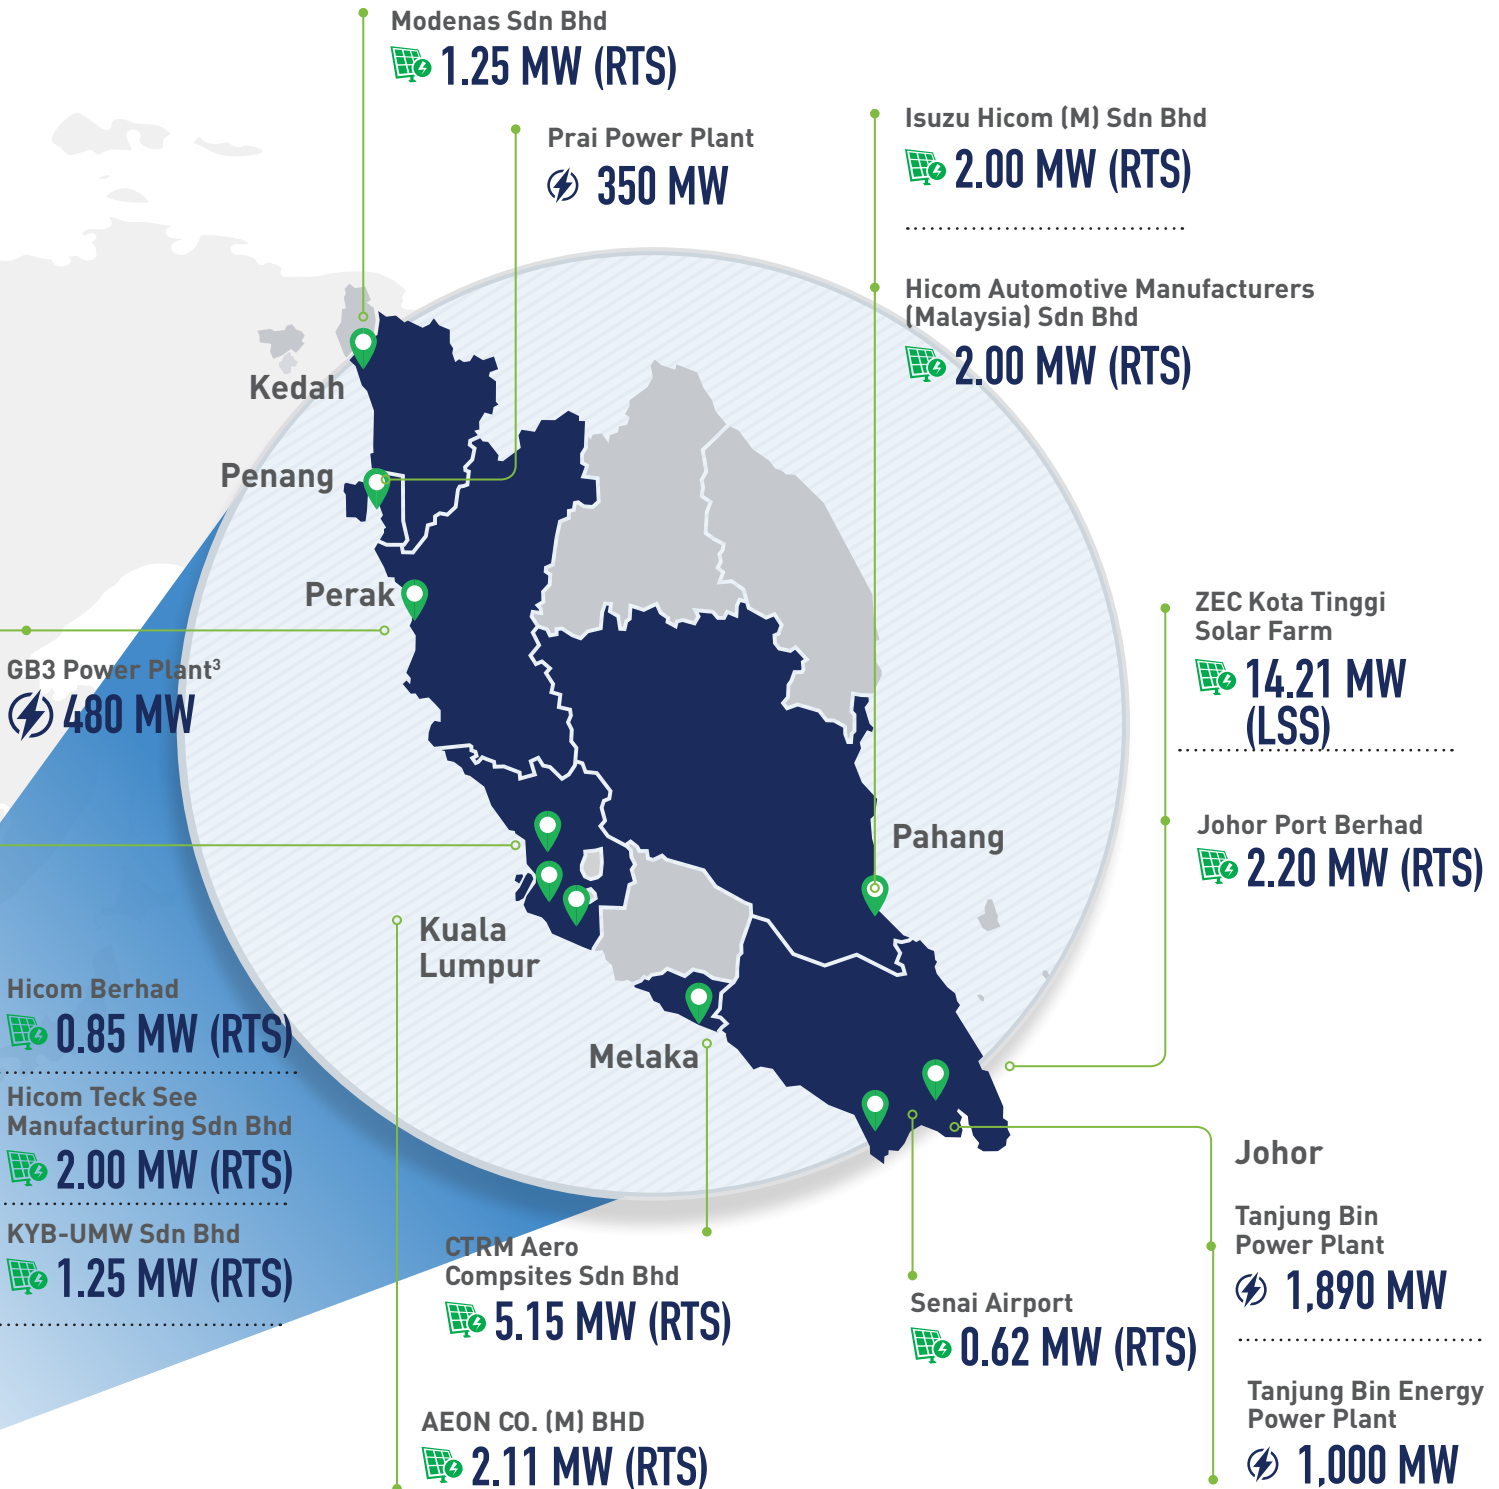 Modenas Sdn Bhd
1.25 MW (RTS)
Prai Power Plant
350 MW
Isuzu Hicom (M) Sdn Bhd
2.00 MW (RTS)
Hicom Automotive Manufacturers
(Malaysia) Sdn Bhd
2.00 MW (RTS)
Kedah
Penang
Perak
GB3 Power Plant³
480 MW
ZEC Kota Tinggi
Solar Farm
14.21 MW
(LSS)
Johor Port Berhad
2.20 MW (RTS)
Pahang
Kuala
Lumpur
Melaka
Hicom Berhad
0.85 MW (RTS)
Hicom Teck See
Manufacturing Sdn Bhd
2.00 MW (RTS)
KYB-UMW Sdn Bhd
1.25 MW (RTS)
CTRM Aero
Compsites Sdn Bhd
5.15 MW (RTS)
AEON CO. (M) BHD
2.11 MW (RTS)
Senai Airport
0.62 MW (RTS)
Johor
Tanjung Bin
Power Plant
1,890 MW
Tanjung Bin Energy
Power Plant
1,000 MW